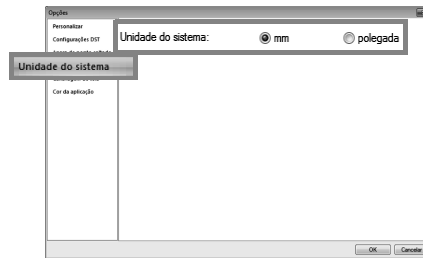 Opções
Personalizar
Configurações DST
Unidade do sistema:
mm
polegada
Unidade do sistema
Cor da aplicação
OK
Cancelar